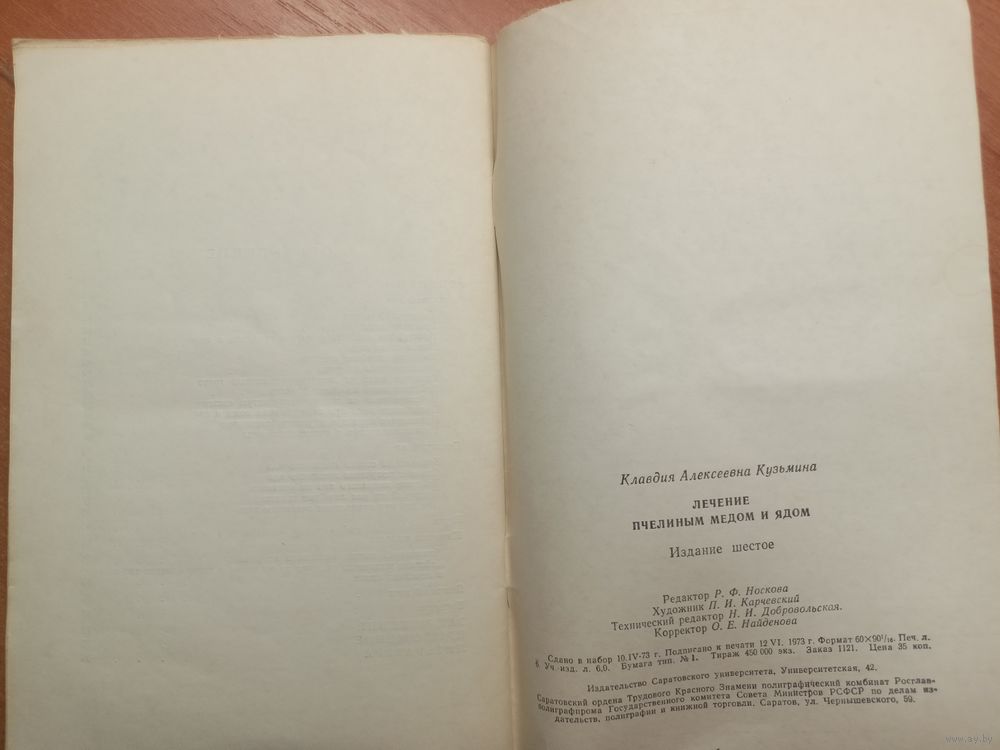 Клавдия Алексеевна Кузьмина
ЛЕЧЕНИЕ
ПЧЕЛИНЫМ МЕДОМ И ЯДОМ
Издание шестое
Редактор Р. Ф. Носкова
Художник П. И. Карчевский
Технический редактор Н. И. Добровольская.
Корректор О. Е. Найденова
Сдано в набор 10.IV-73 г. Подписано к печати 12 VI. 1973 г. Формат 60×90¹/₁₆. Печ. л.
6. Уч. изд. л. 6,0. Бумага тип. № 1. Тираж 450 000 экз. Заказ 1121. Цена 35 коп.
Издательство Саратовского университета, Университетская, 42.
Саратовский ордена Трудового Красного Знамени полиграфический комбинат Росглав-
полиграфпрома Государственного комитета Совета Министров РСФСР по делам из-
дательств, полиграфии и книжной торговли. Саратов, ул. Чернышевского, 59.
www.ay.by